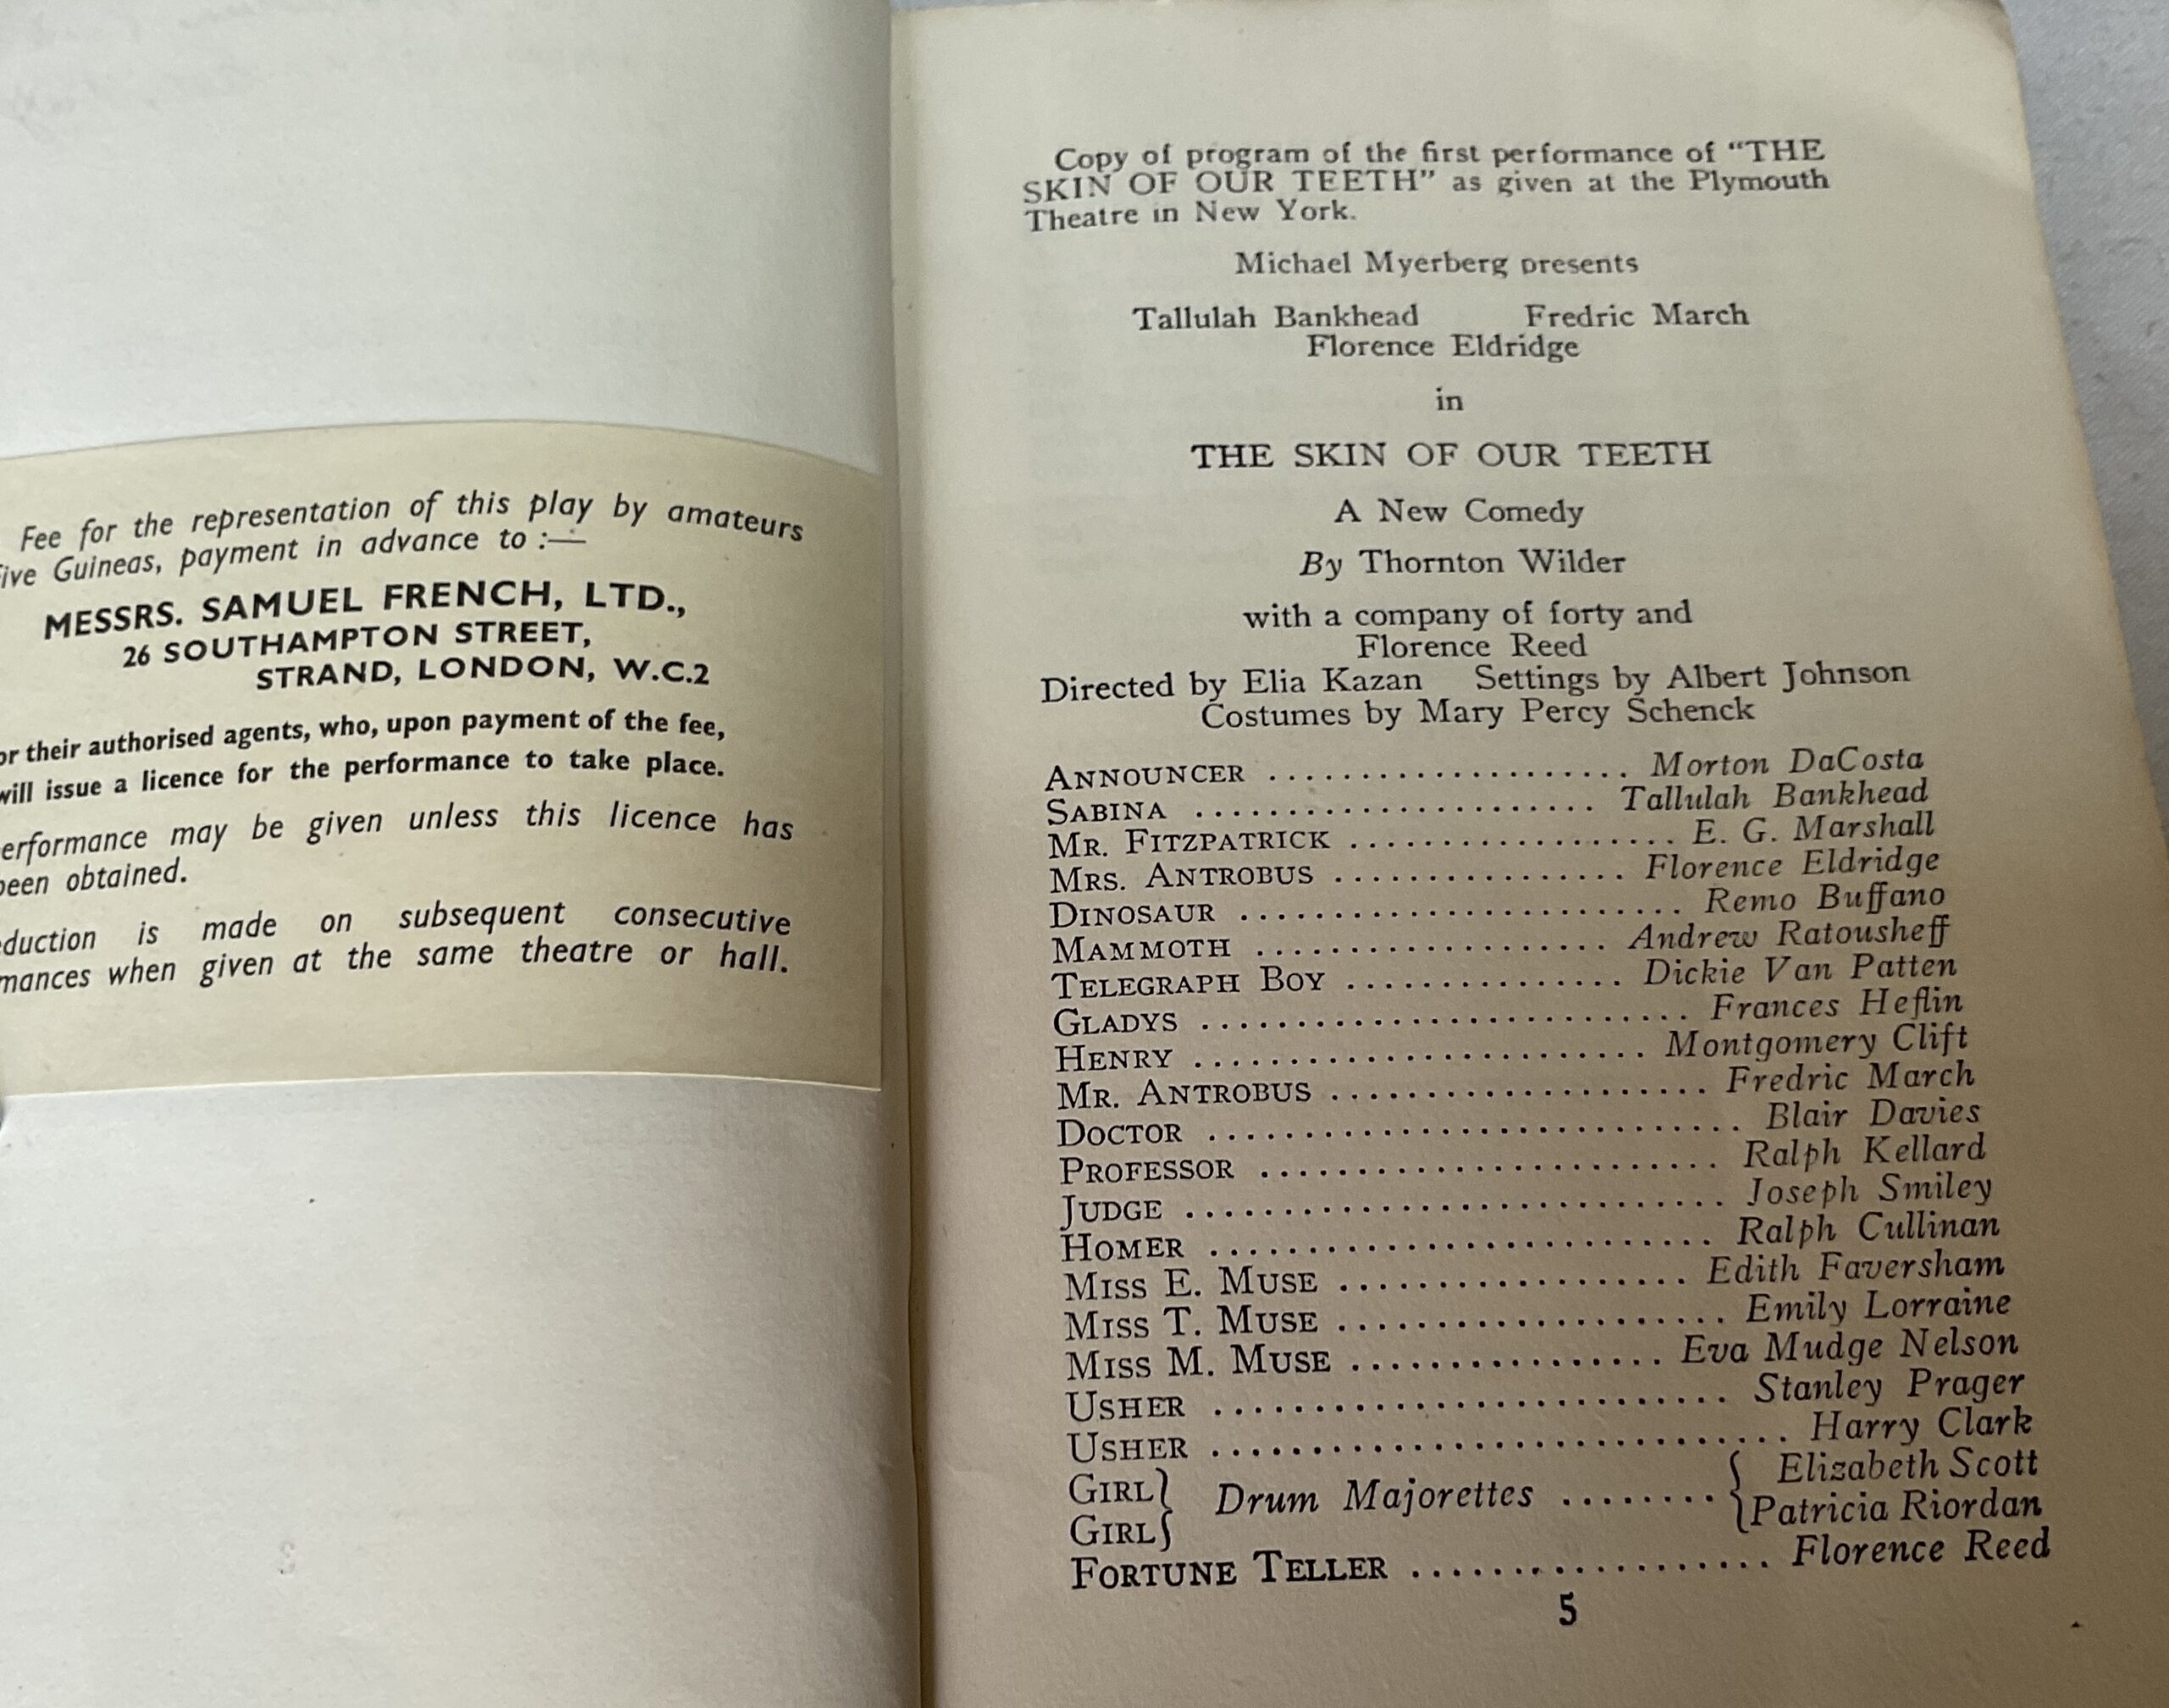 Fee for the representation of this play by amateurs
Five Guineas, payment in advance to :—
MESSRS. SAMUEL FRENCH, LTD.,
26 SOUTHAMPTON STREET,
STRAND, LONDON, W.C.2
or their authorised agents, who, upon payment of the fee,
will issue a licence for the performance to take place.
performance may be given unless this licence has
been obtained.
is made on subsequent consecutive
when given at the same theatre or hall.
Copy of program of the first performance of “THE
SKIN OF OUR TEETH” as given at the Plymouth
Theatre in New York.
Michael Myerberg presents
Tallulah Bankhead Fredric March
Florence Eldridge
in
THE SKIN OF OUR TEETH
A New Comedy
By Thornton Wilder
with a company of forty and
Florence Reed
Directed by Elia Kazan Settings by Albert Johnson
Costumes by Mary Percy Schenck
ANNOUNCER .................... Morton DaCosta
SABINA ....................... Tallulah Bankhead
MR. FITZPATRICK .................. E. G. Marshall
MRS. ANTROBUS ................ Florence Eldridge
DINOSAUR ......................... Remo Buffano
MAMMOTH .................... Andrew Ratousheff
TELEGRAPH BOY ............... Dickie Van Patten
GLADYS ........................... Frances Heflin
HENRY ......................... Montgomery Clift
MR. ANTROBUS ..................... Fredric March
DOCTOR .............................. Blair Davies
PROFESSOR .......................... Ralph Kellard
JUDGE .............................. Joseph Smiley
HOMER ............................ Ralph Cullinan
MISS E. MUSE .................... Edith Faversham
MISS T. MUSE ...................... Emily Lorraine
MISS M. MUSE ................. Eva Mudge Nelson
USHER ............................. Stanley Prager
USHER ................................ Harry Clark
GIRL} Drum Majorettes ........ { Elizabeth Scott
GIRL} {Patricia Riordan
FORTUNE TELLER .................... Florence Reed
5